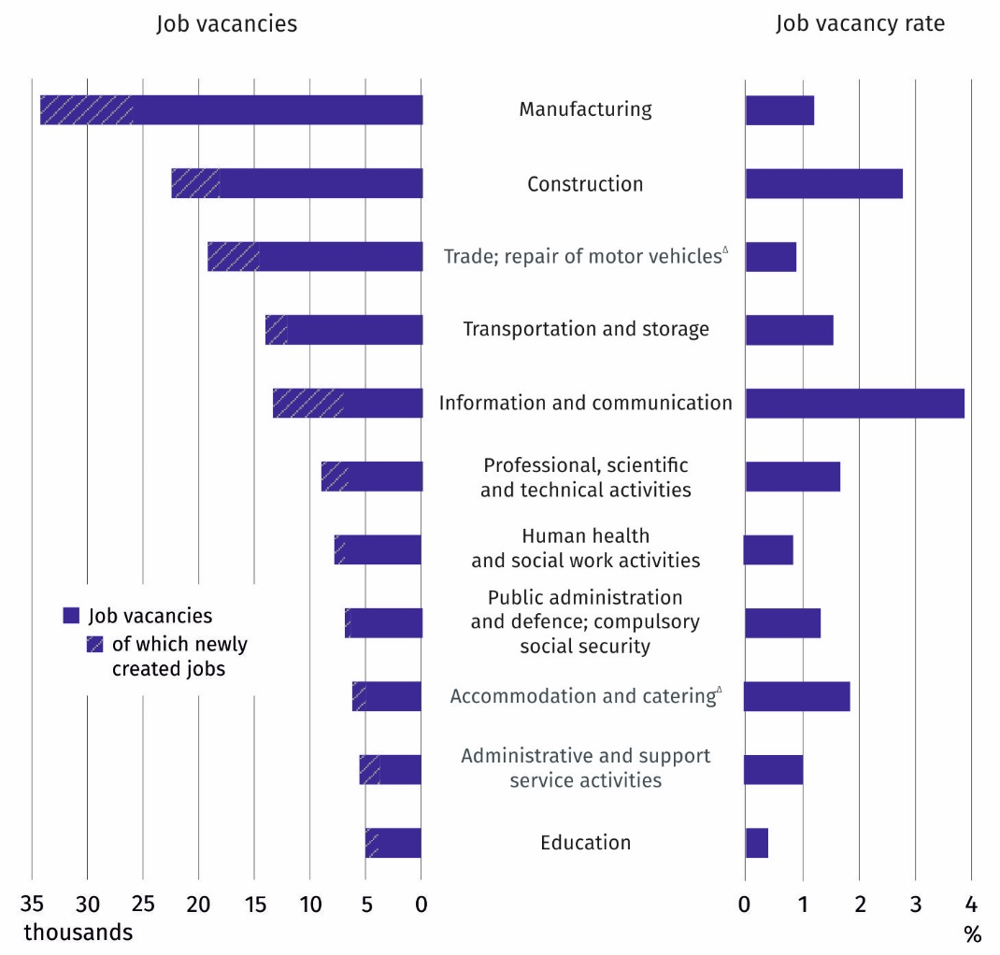 Job vacancies
Job vacancy rate
Manufacturing
Construction
Trade; repair of motor vehicles^Δ
Transportation and storage
Information and communication
Professional, scientific
and technical activities
Human health
and social work activities
Public administration
and defence; compulsory
social security
Accommodation and catering^Δ
Administrative and support
service activities
Education
Job vacancies
of which newly
created jobs
35 30 25 20 15 10 5 0
thousands
0 1 2 3 4
%